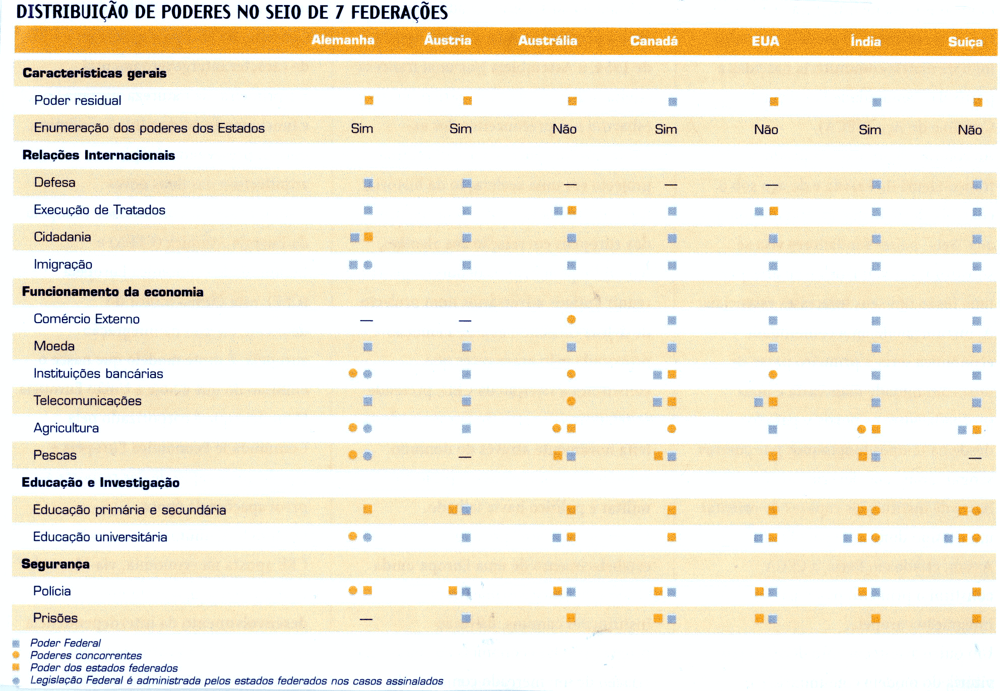 DISTRIBUIÇÃO DE PODERES NO SEIO DE 7 FEDERAÇÕES
Alemanha Áustria Austrália Canadá EUA Índia Suiça
Características gerais
Poder residual
Enumeração dos poderes dos Estados Sim Sim Não Sim Não Sim Não
Relações Internacionais
Defesa — — —
Execução de Tratados
Cidadania
Imigração
Funcionamento da economia
Comércio Externo — —
Moeda
Instituições bancárias
Telecomunicações
Agricultura
Pescas — —
Educação e Investigação
Educação primária e secundária
Educação universitária
Segurança
Polícia
Prisões —
Poder Federal
Poderes concorrentes
Poder dos estados federados
Legislação Federal é administrada pelos estados federados nos casos assinalados